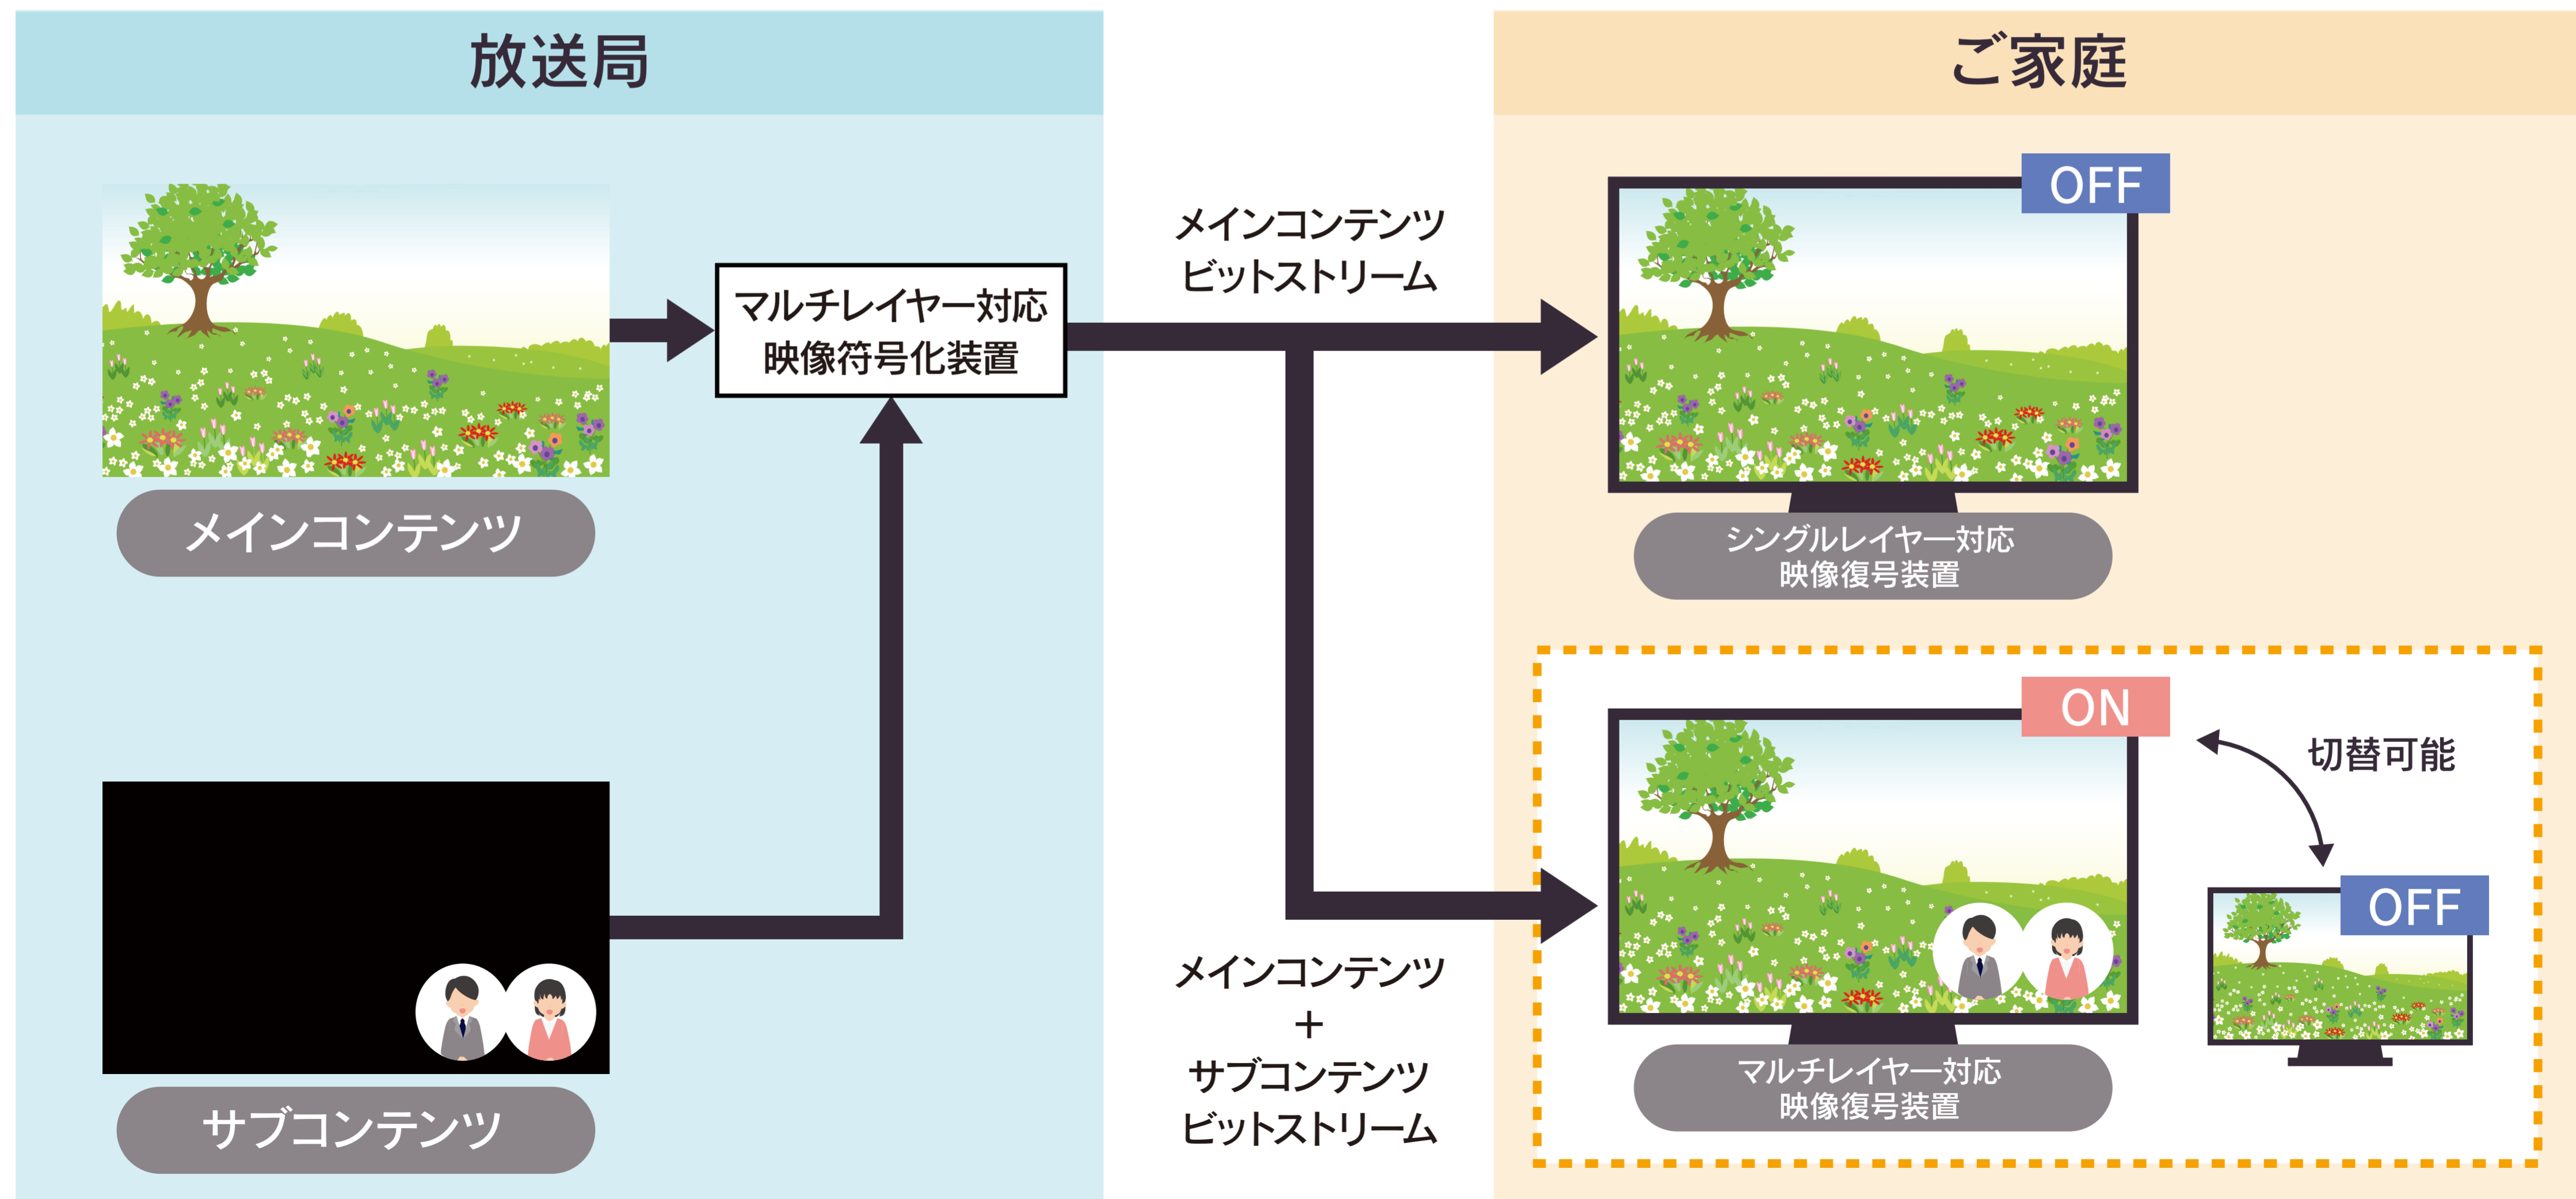 放送局
ご家庭
メインコンテンツ
マルチレイヤー対応
映像符号化装置
サブコンテンツ
メインコンテンツ
ビットストリーム
メインコンテンツ
+
サブコンテンツ
ビットストリーム
OFF
シングルレイヤー対応
映像復号装置
ON
切替可能
OFF
マルチレイヤー対応
映像復号装置